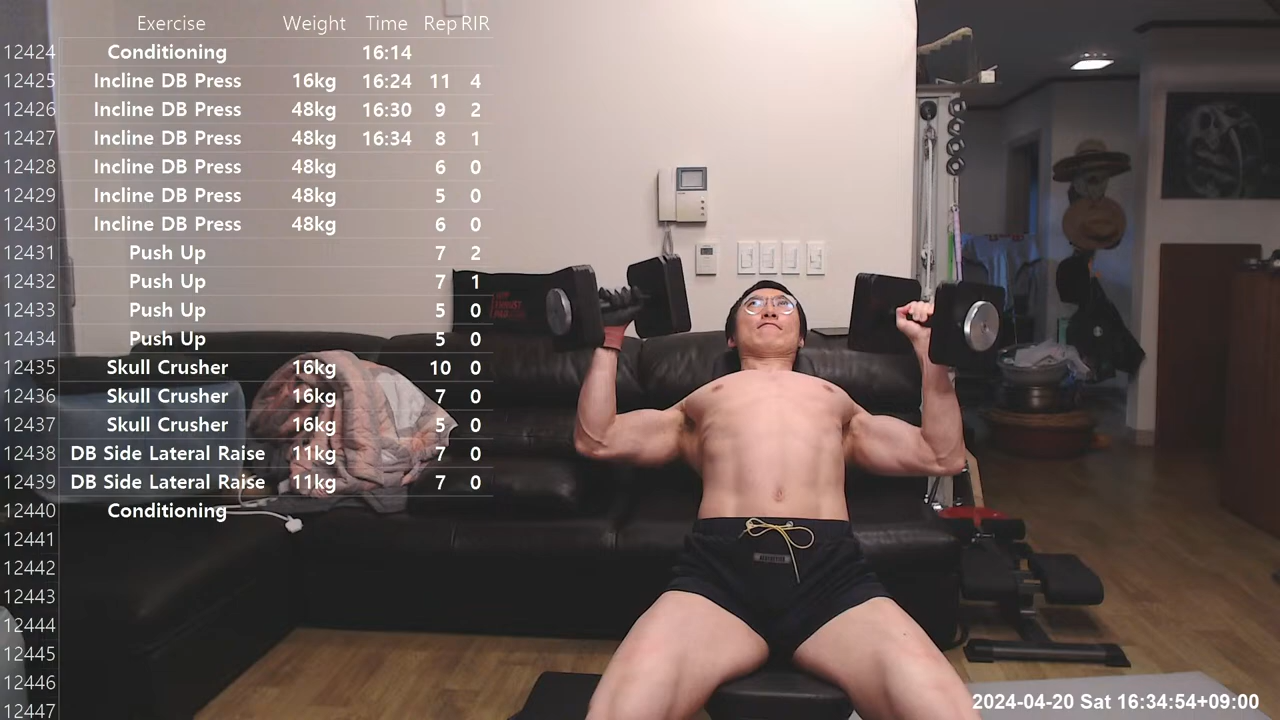 Exercise Weight Time Rep RIR
12424 Conditioning 16:14
12425 Incline DB Press 16kg 16:24 11 4
12426 Incline DB Press 48kg 16:30 9 2
12427 Incline DB Press 48kg 16:34 8 1
12428 Incline DB Press 48kg 6 0
12429 Incline DB Press 48kg 5 0
12430 Incline DB Press 48kg 6 0
12431 Push Up 7 2
12432 Push Up 7 1
12433 Push Up 5 0
12434 Push Up 5 0
12435 Skull Crusher 16kg 10 0
12436 Skull Crusher 16kg 7 0
12437 Skull Crusher 16kg 5 0
12438 DB Side Lateral Raise 11kg 7 0
12439 DB Side Lateral Raise 11kg 7 0
12440 Conditioning
12441
12442
12443
12444
12445
12446
12447
2024-04-20 Sat 16:34:54+09:00